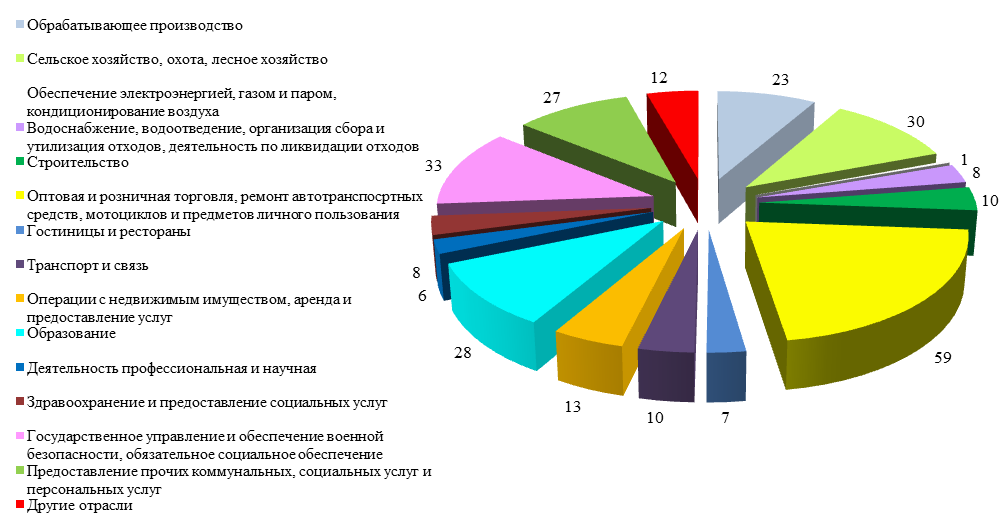 Обрабатывающее производство
Сельское хозяйство, охота, лесное хозяйство
Обеспечение электроэнергией, газом и паром,
кондиционирование воздуха
Водоснабжение, водоотведение, организация сбора и
утилизация отходов, деятельность по ликвидации отходов
Строительство
Оптовая и розничная торговля, ремонт автотранспосртных
средств, мотоциклов и предметов личного пользования
Гостиницы и рестораны
Транспорт и связь
Операции с недвижимым имуществом, аренда и
предоставление услуг
Образование
Деятельность профессиональная и научная
Здравоохранение и предоставление социальных услуг
Государственное управление и обеспечение военной
безопасности, обязательное социальное обеспечение
Предоставление прочих коммунальных, социальных услуг и
персональных услуг
Другие отрасли
23
30
1
8
10
59
7
10
13
28
6
8
33
27
12